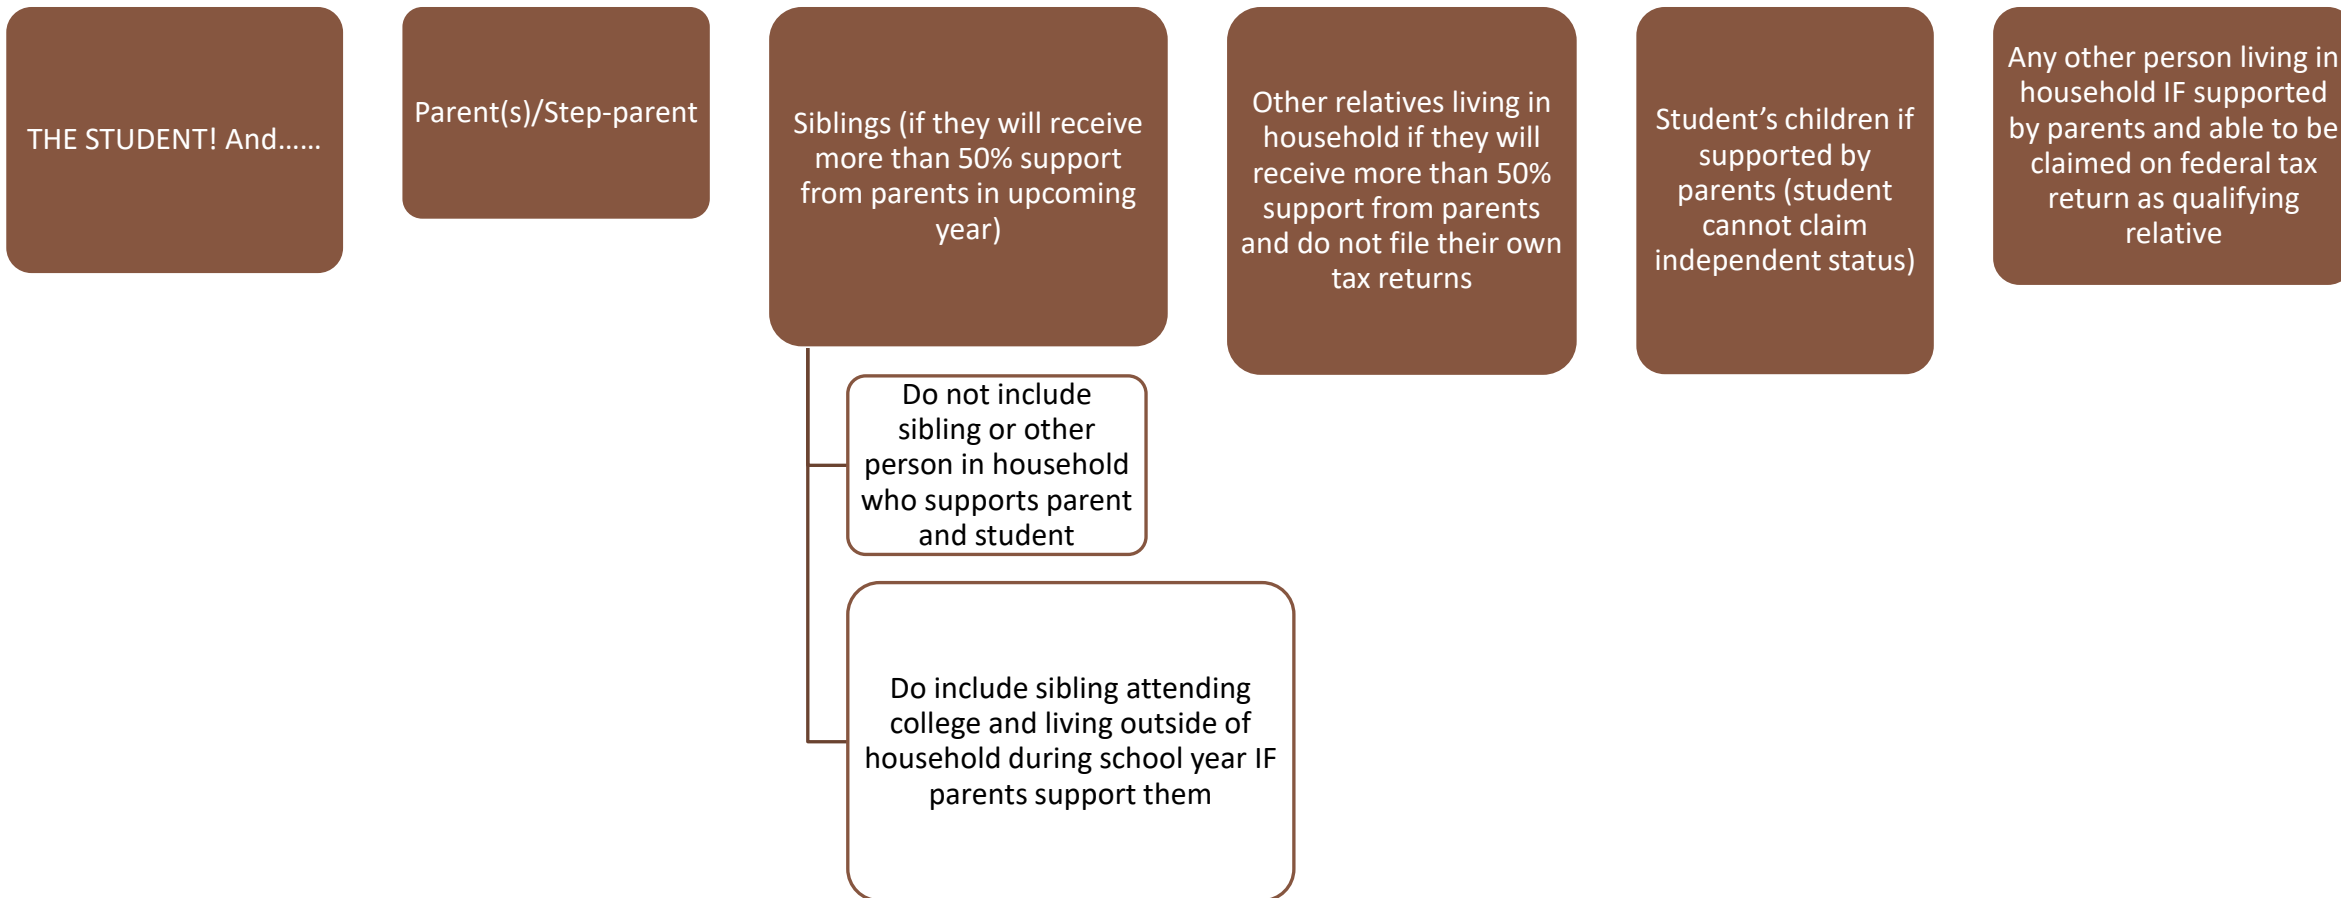 THE STUDENT! And......
Parent(s)/Step-parent
Siblings (if they will receive
more than 50% support
from parents in upcoming
year)
Do not include
sibling or other
person in household
who supports parent
and student
Do include sibling attending
college and living outside of
household during school year IF
parents support them
Other relatives living in
household if they will
receive more than 50%
support from parents
and do not file their own
tax returns
Student’s children if
supported by
parents (student
cannot claim
independent status)
Any other person living in
household IF supported
by parents and able to be
claimed on federal tax
return as qualifying
relative